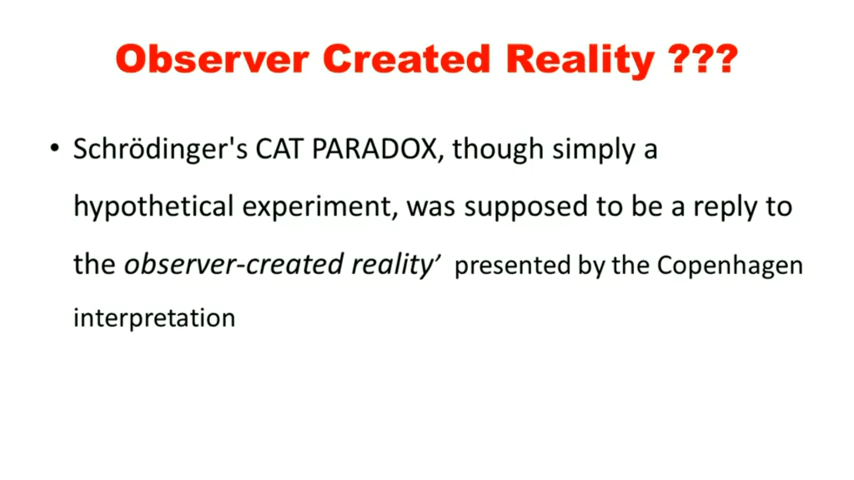 Observer Created Reality ???
• Schrödinger's CAT PARADOX, though simply a
hypothetical experiment, was supposed to be a reply to
the observer-created reality’ presented by the Copenhagen
interpretation